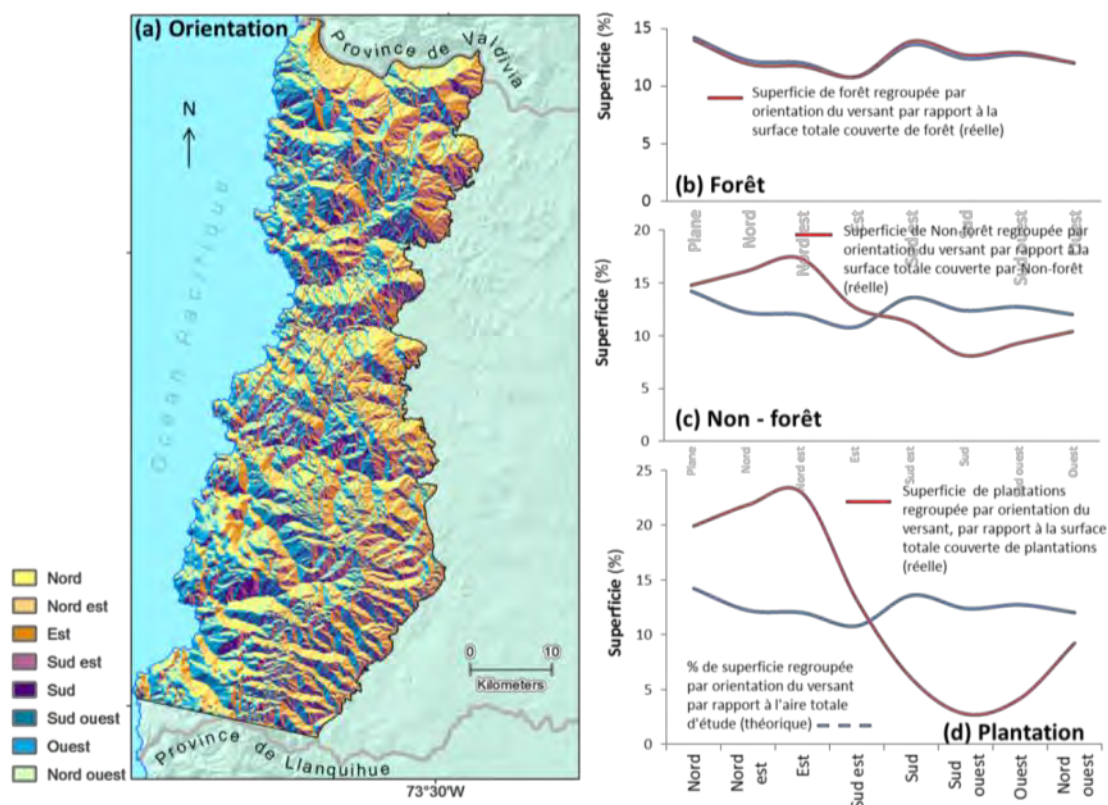 (a) Orientation
Province de Valdivia
N
Océan Pacifique
Nord
Nord est
Est
Sud est
Sud
Sud ouest
Ouest
Nord ouest
0 10
Kilometers
Province de Llanquihue
73°30'W
Superficie (%)
15
10
5
0
Superficie de forêt regroupée par
orientation du versant par rapport à la
surface totale couverte de forêt (réelle)
(b) Forêt
Plane
Nord
Nord est
Sud est
Sud
Sud ouest
Ouest
Superficie (%)
20
15
10
5
0
Superficie de Non-forêt regroupée par
orientation du versant par rapport à la
surface totale couverte par Non-forêt
(réelle)
(c) Non - forêt
Plane
Nord
Nord est
Est
Sud est
Sud
Sud ouest
Ouest
Superficie (%)
25
20
15
10
5
0
Superficie de plantations
regroupée par orientation du
versant, par rapport à la surface
totale couverte de plantations
(réelle)
% de superficie regroupée
par orientation du versant
par rapport à l'aire totale
d'étude (théorique)
(d) Plantation
Nord
Nord
est
Est
Sud est
Sud
Sud
ouest
Ouest
Nord
ouest